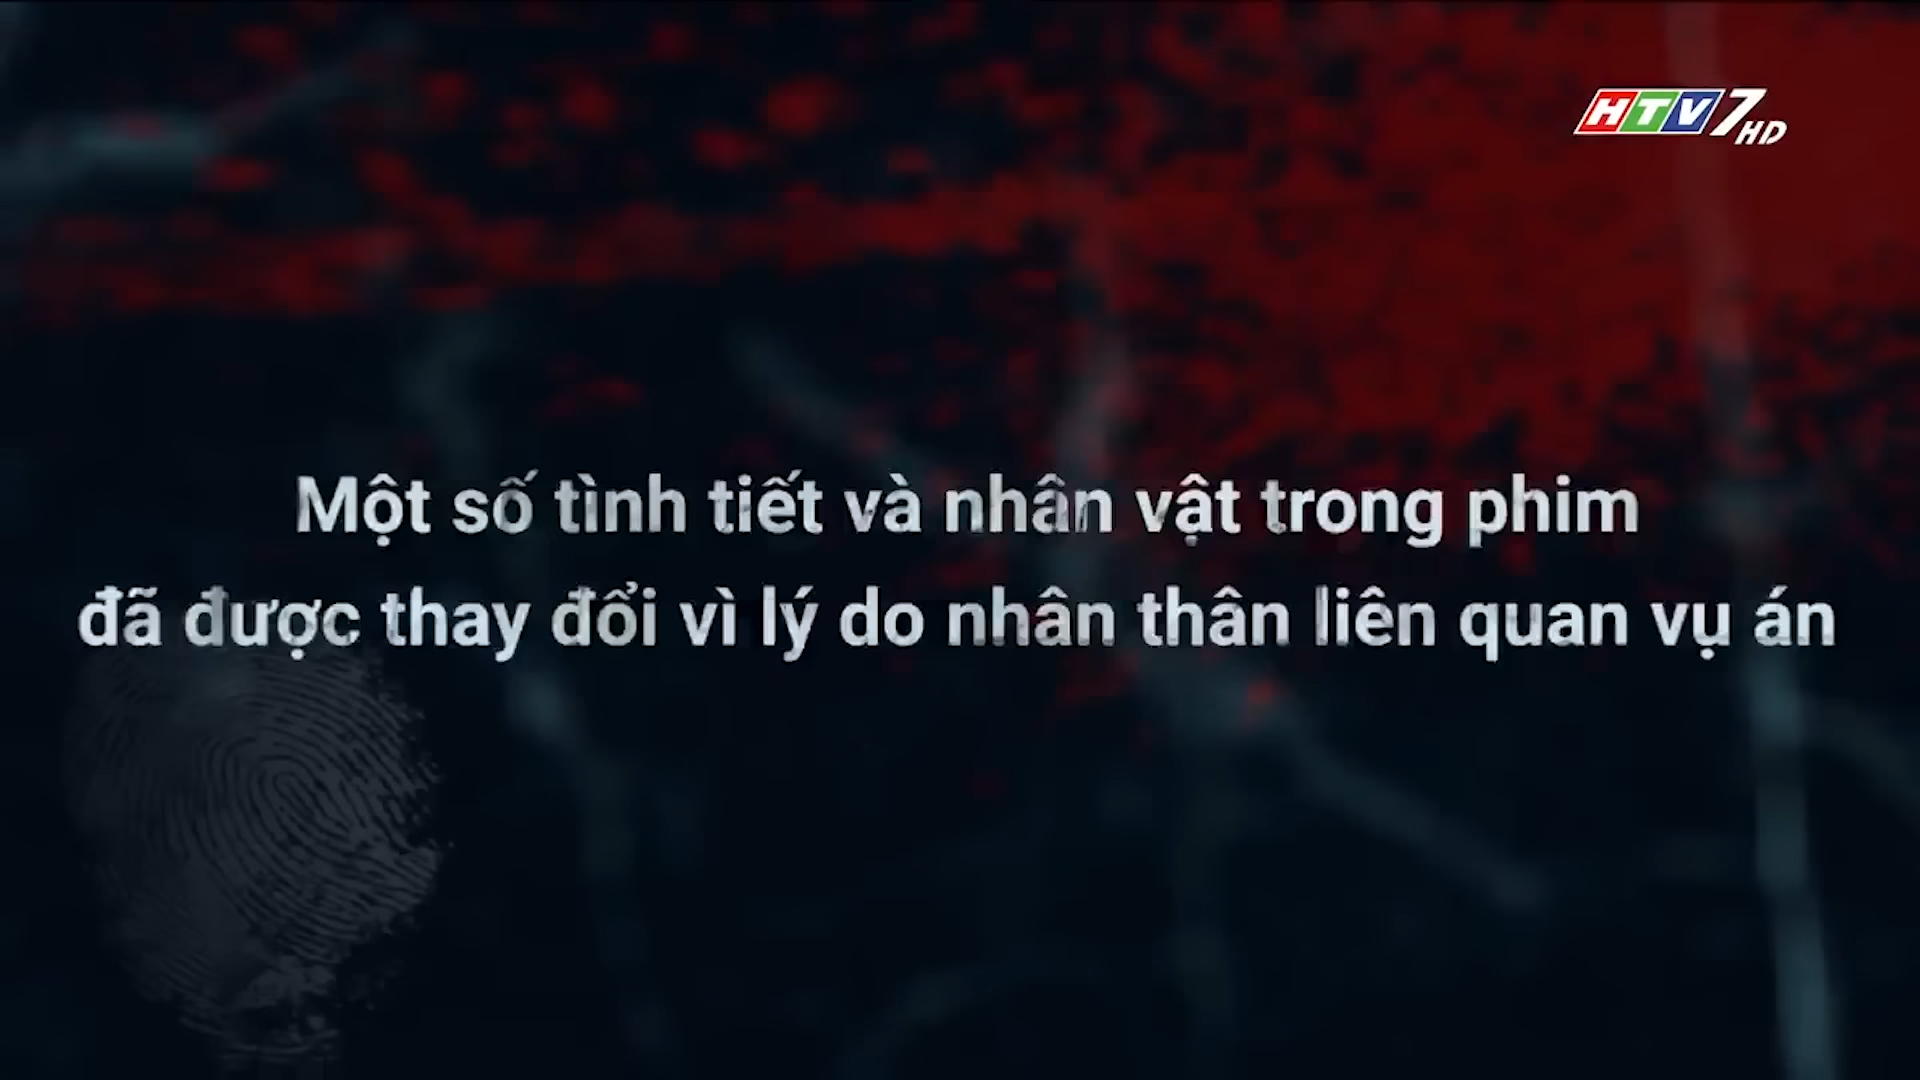 HTV7 HD
Một số tình tiết và nhân vật trong phim
đã được thay đổi vì lý do nhân thân liên quan vụ án